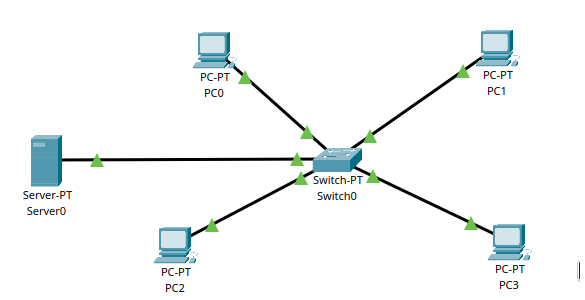 PC-PT
PC0
PC-PT
PC1
Server-PT
Server0
Switch-PT
Switch0
PC-PT
PC2
PC-PT
PC3